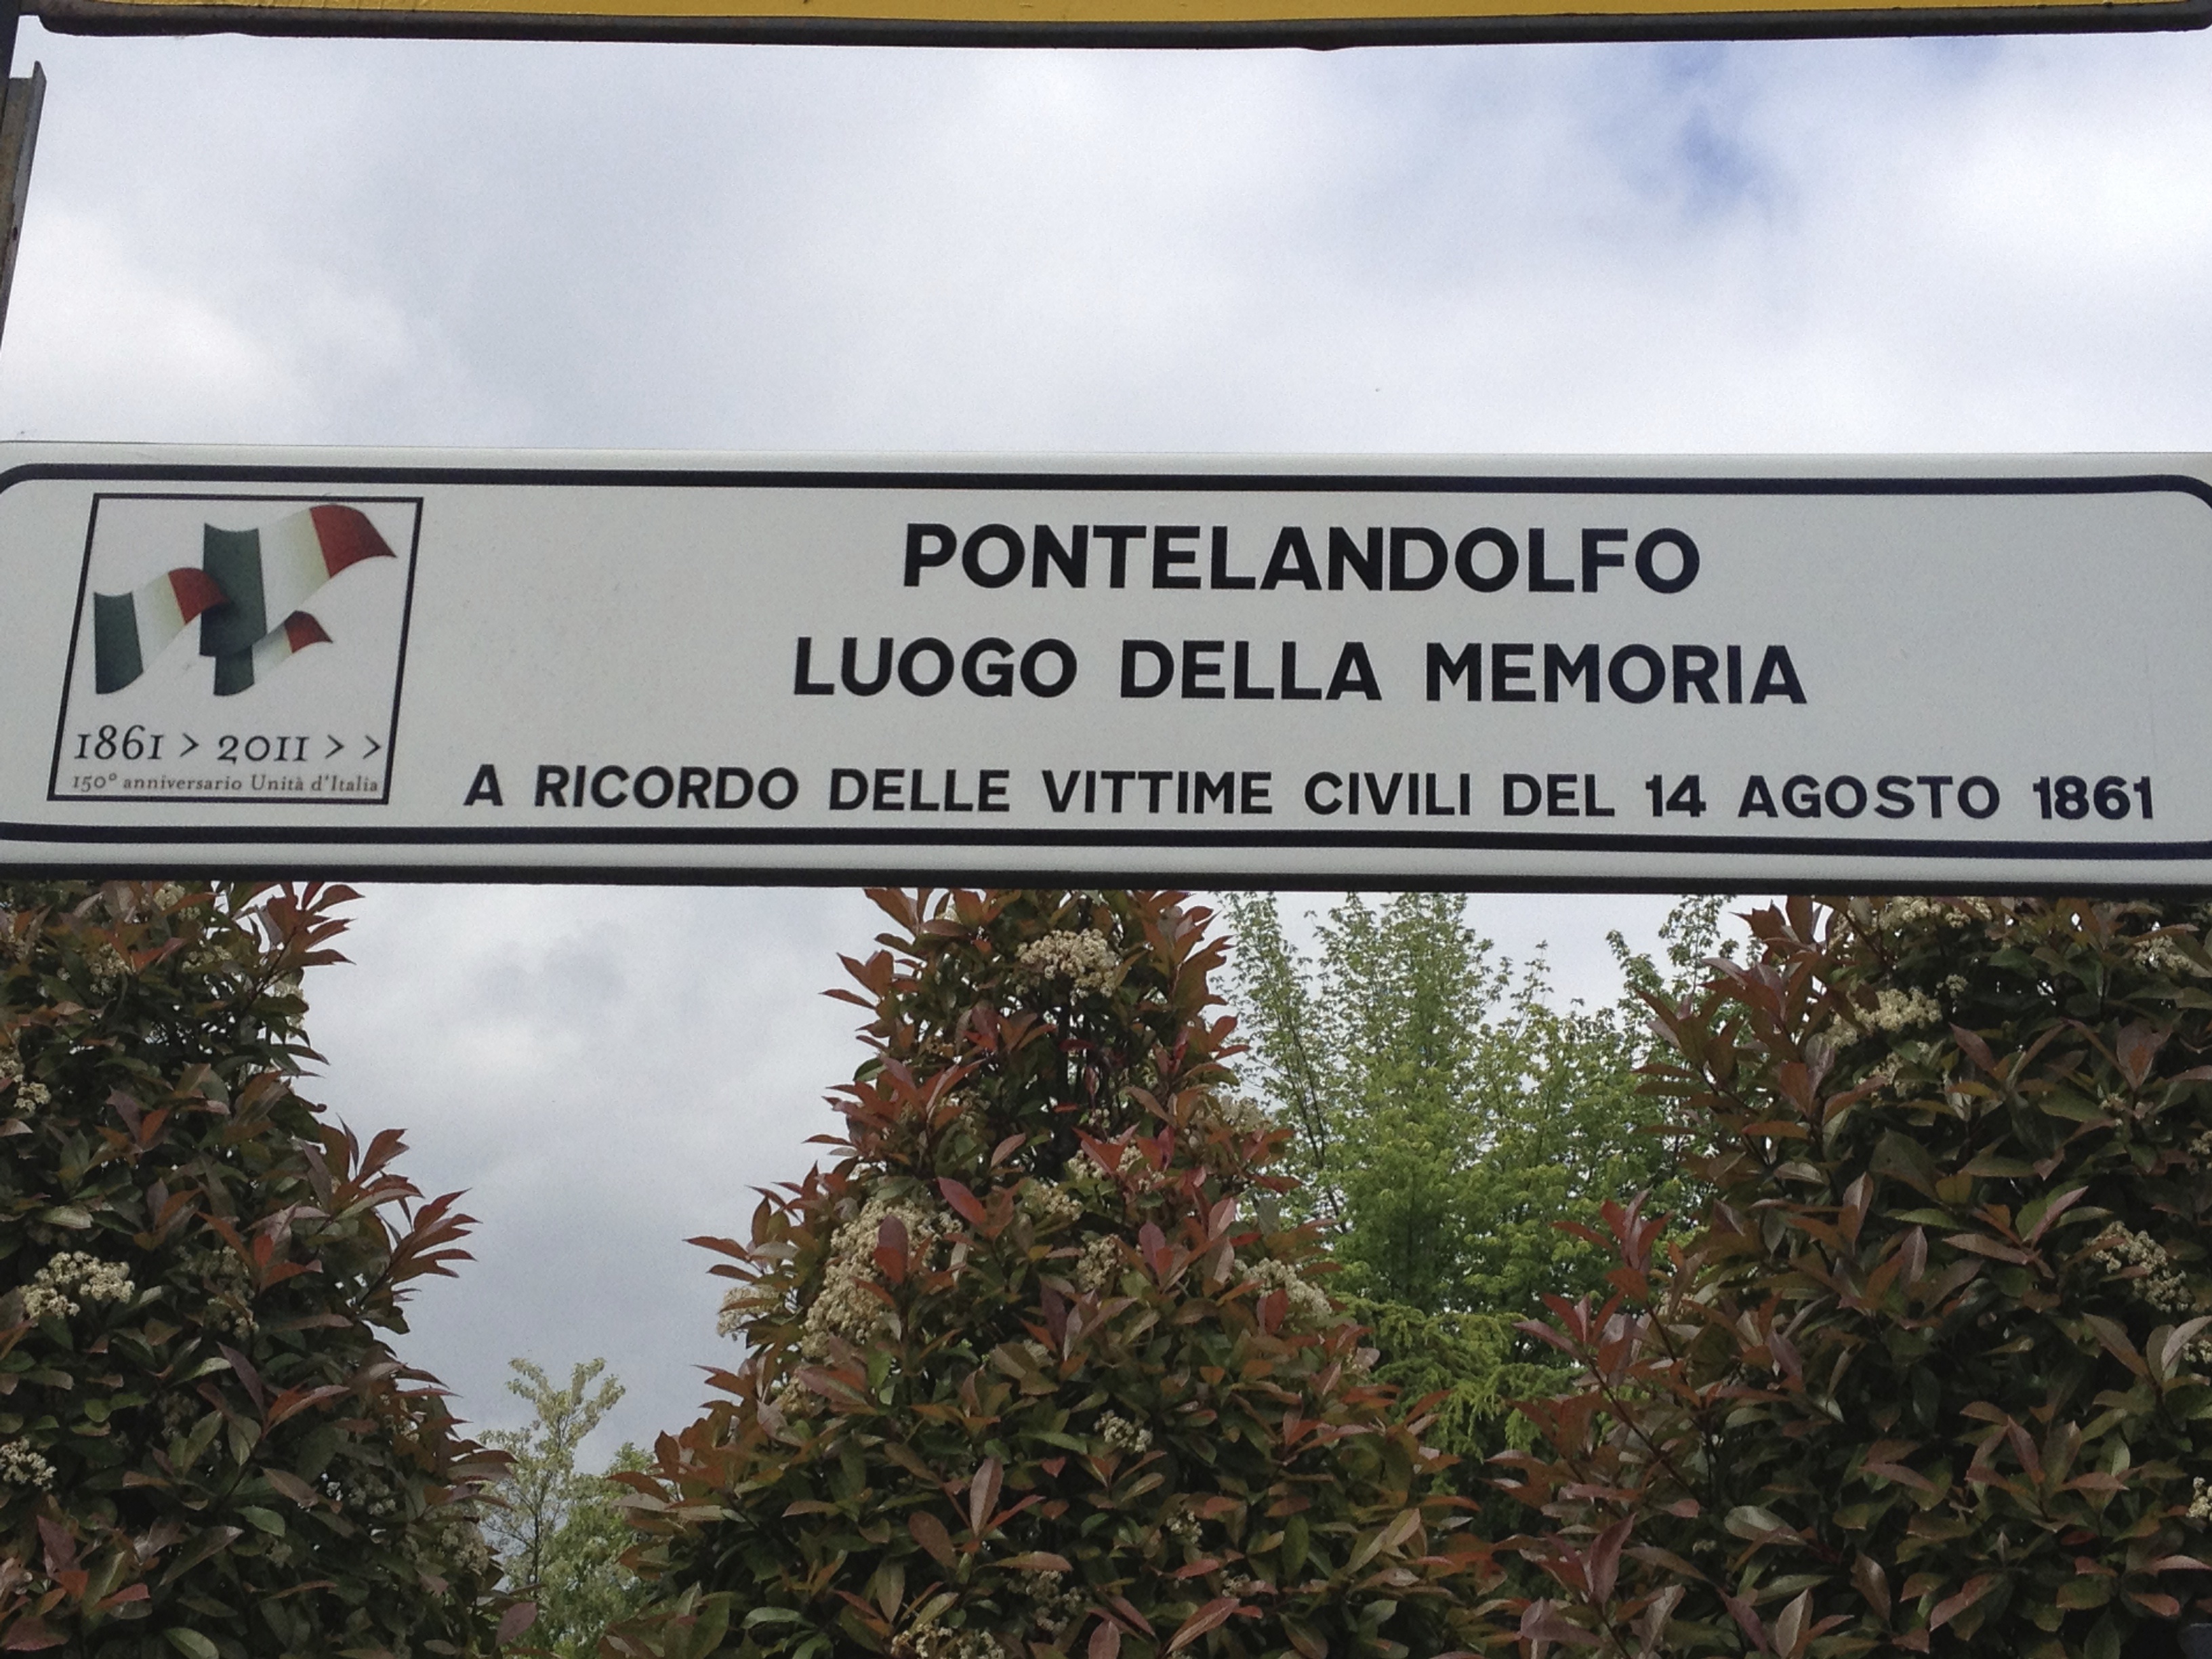 PONTELANDOLFO
LUOGO DELLA MEMORIA
A RICORDO DELLE VITTIME CIVILI DEL 14 AGOSTO 1861
1861 > 2011 > >
150° anniversario Unità d'Italia